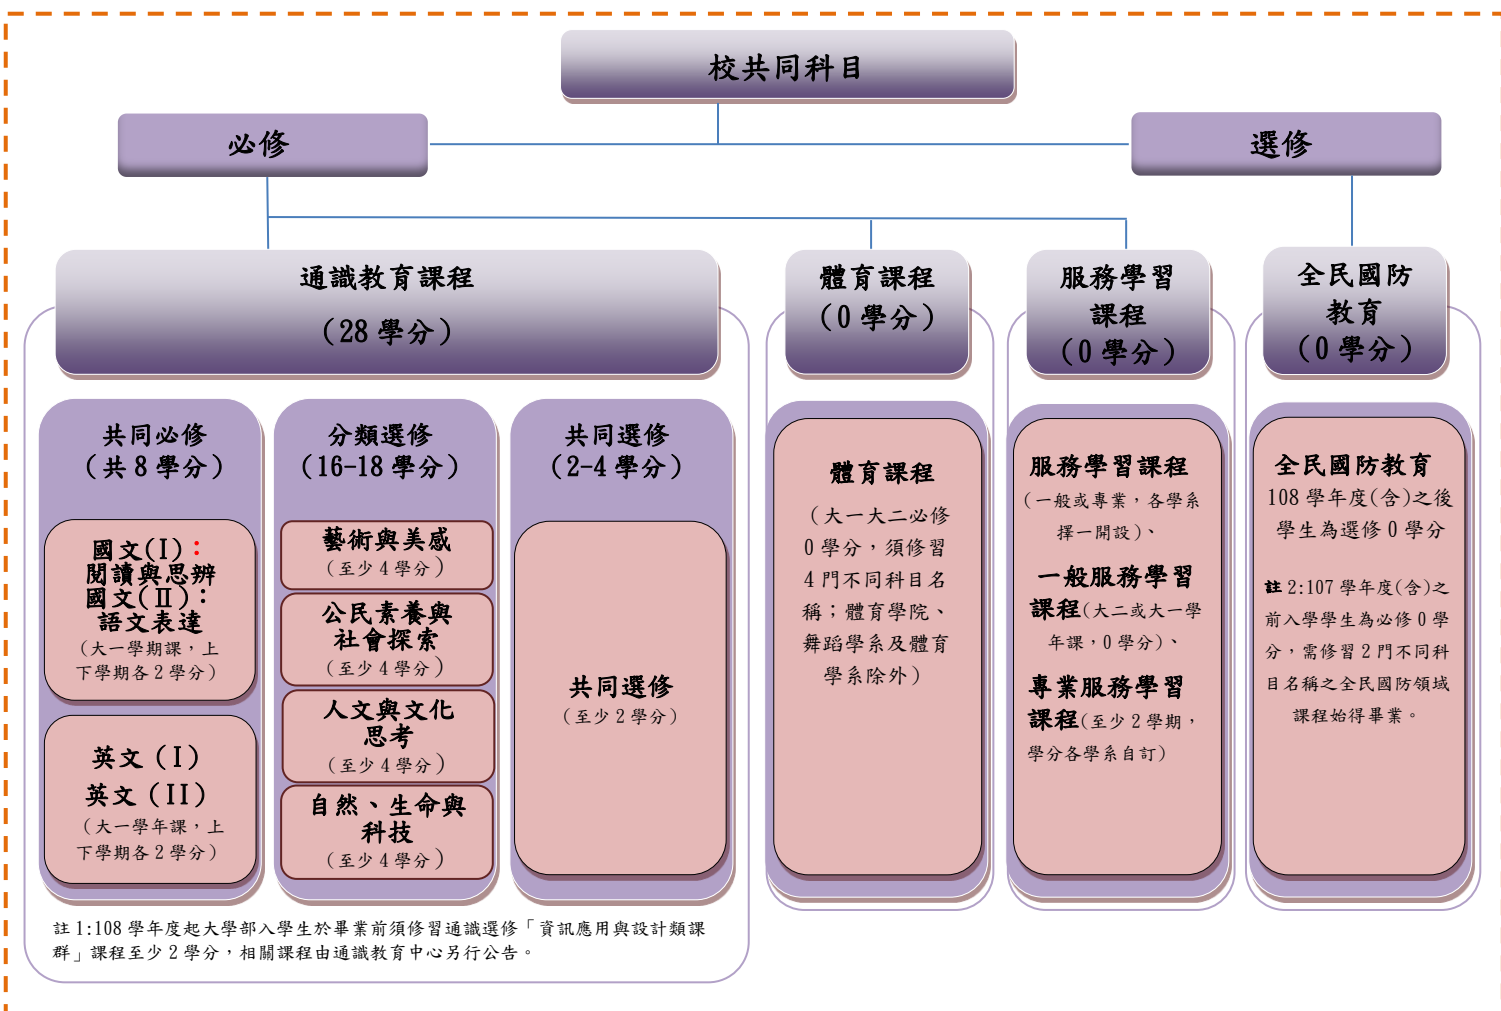 校共同科目
必修
選修
通識教育課程
（28 學分）
體育課程
（0 學分）
服務學習
課程
（0 學分）
全民國防
教育
（0 學分）
共同必修
（共 8 學分）
國文(I)：
閱讀與思辨
國文(Ⅱ)：
語文表達
（大一學期課，上
下學期各 2 學分）
英文（I）
英文（II）
（大一學年課，上
下學期各 2 學分）
分類選修
（16-18 學分）
藝術與美感
（至少 4 學分）
公民素養與
社會探索
（至少 4 學分）
人文與文化
思考
（至少 4 學分）
自然、生命與
科技
（至少 4 學分）
共同選修
（2-4 學分）
共同選修
（至少 2 學分）
體育課程
（大一大二必修
0 學分，須修習
4 門不同科目名
稱；體育學院、
舞蹈學系及體育
學系除外）
服務學習課程
（一般或專業，各學系
擇一開設）、
一般服務學習
課程(大二或大一學
年課，0 學分)、
專業服務學習
課程(至少 2 學期，
學分各學系自訂)
全民國防教育
108 學年度(含)之後
學生為選修 0 學分
註 2:107 學年度(含)之
前入學學生為必修 0 學
分，需修習 2 門不同科
目名稱之全民國防領域
課程始得畢業。
註 1:108 學年度起大學部入學生於畢業前須修習通識選修「資訊應用與設計類課
群」課程至少 2 學分，相關課程由通識教育中心另行公告。